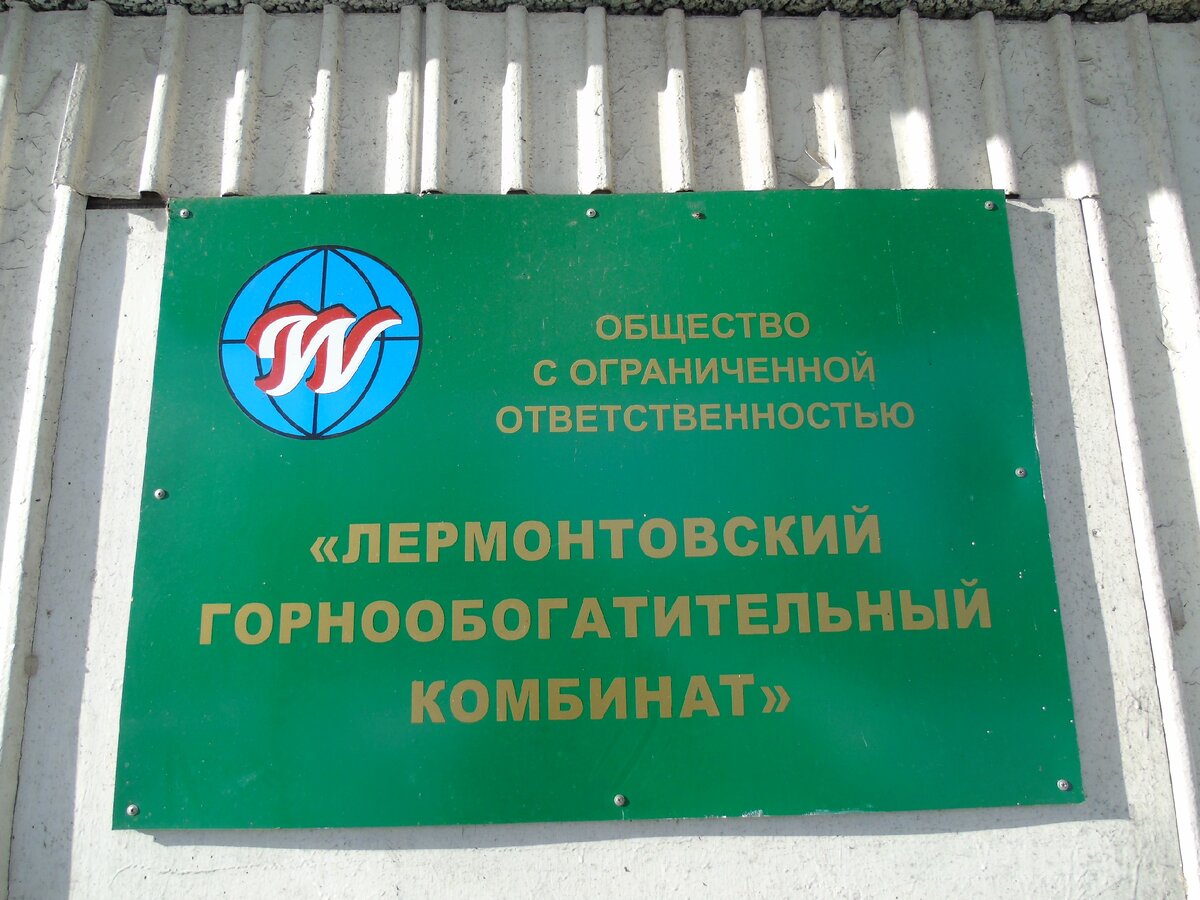 W
ОБЩЕСТВО
С ОГРАНИЧЕННОЙ
ОТВЕТСТВЕННОСТЬЮ
«ЛЕРМОНТОВСКИЙ
ГОРНООБОГАТИТЕЛЬНЫЙ
КОМБИНАТ»